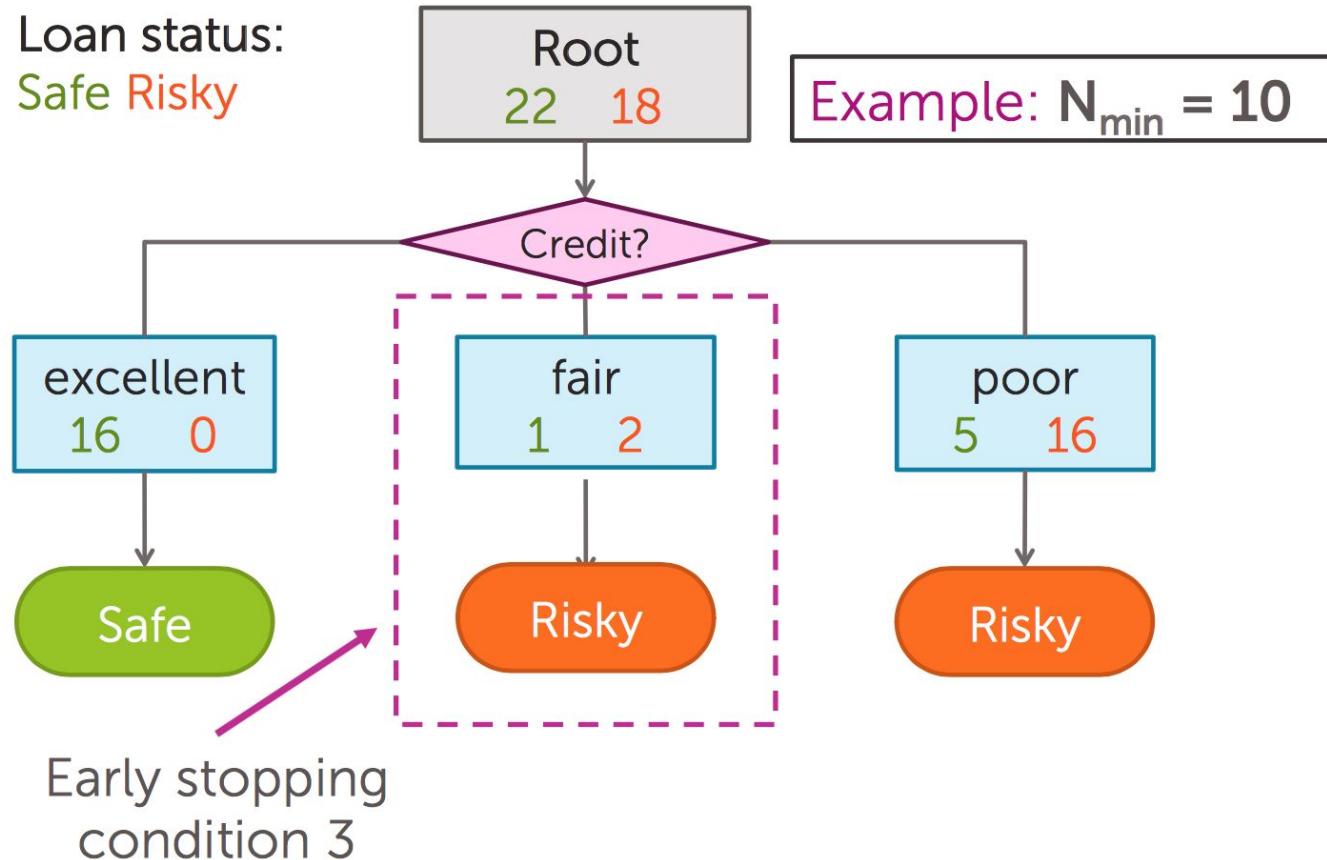 Loan status:
Safe Risky
Root
22 18
Example: Nmin = 10
Credit?
excellent
16 0
fair
1 2
poor
5 16
Safe
Risky
Risky
Early stopping
condition 3